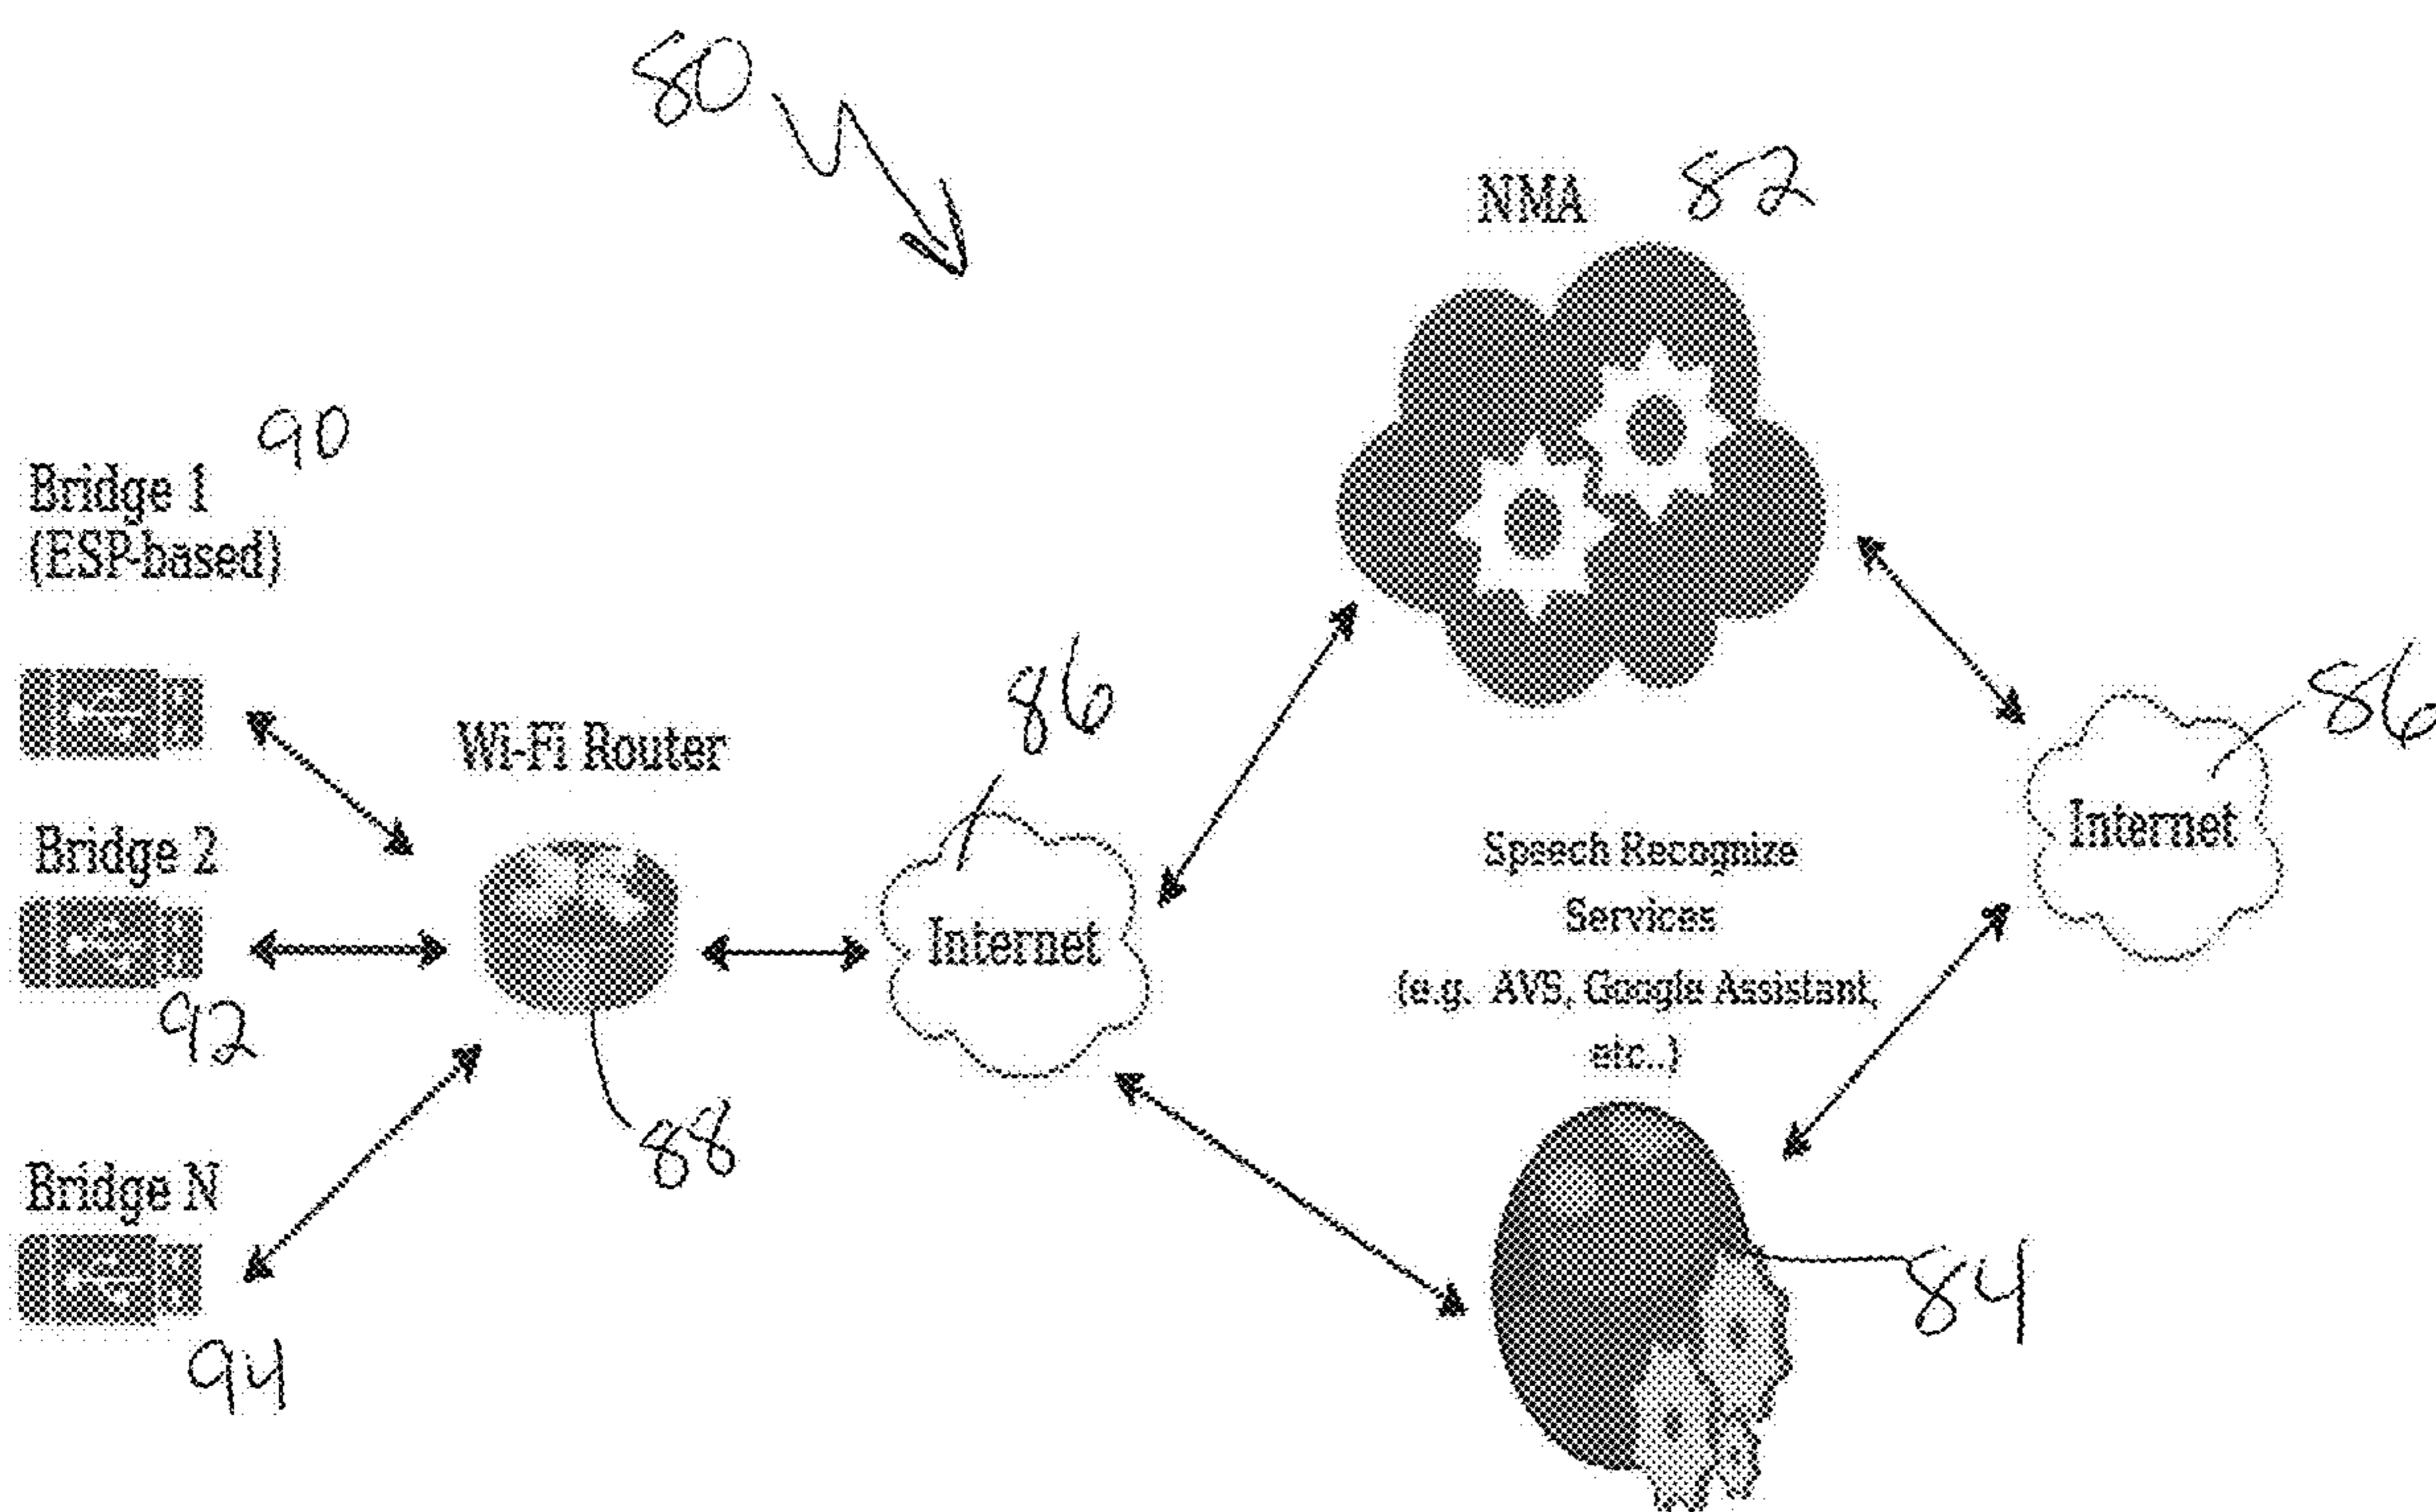 80
NMA 82
90
Bridge 1
(ESP-based)
86
86
Wi-Fi Router
Internet
Bridge 2
Speech Recognize
Services
(e.g. AVS, Google Assistant,
etc..)
Internet
92
88
Bridge N
84
94